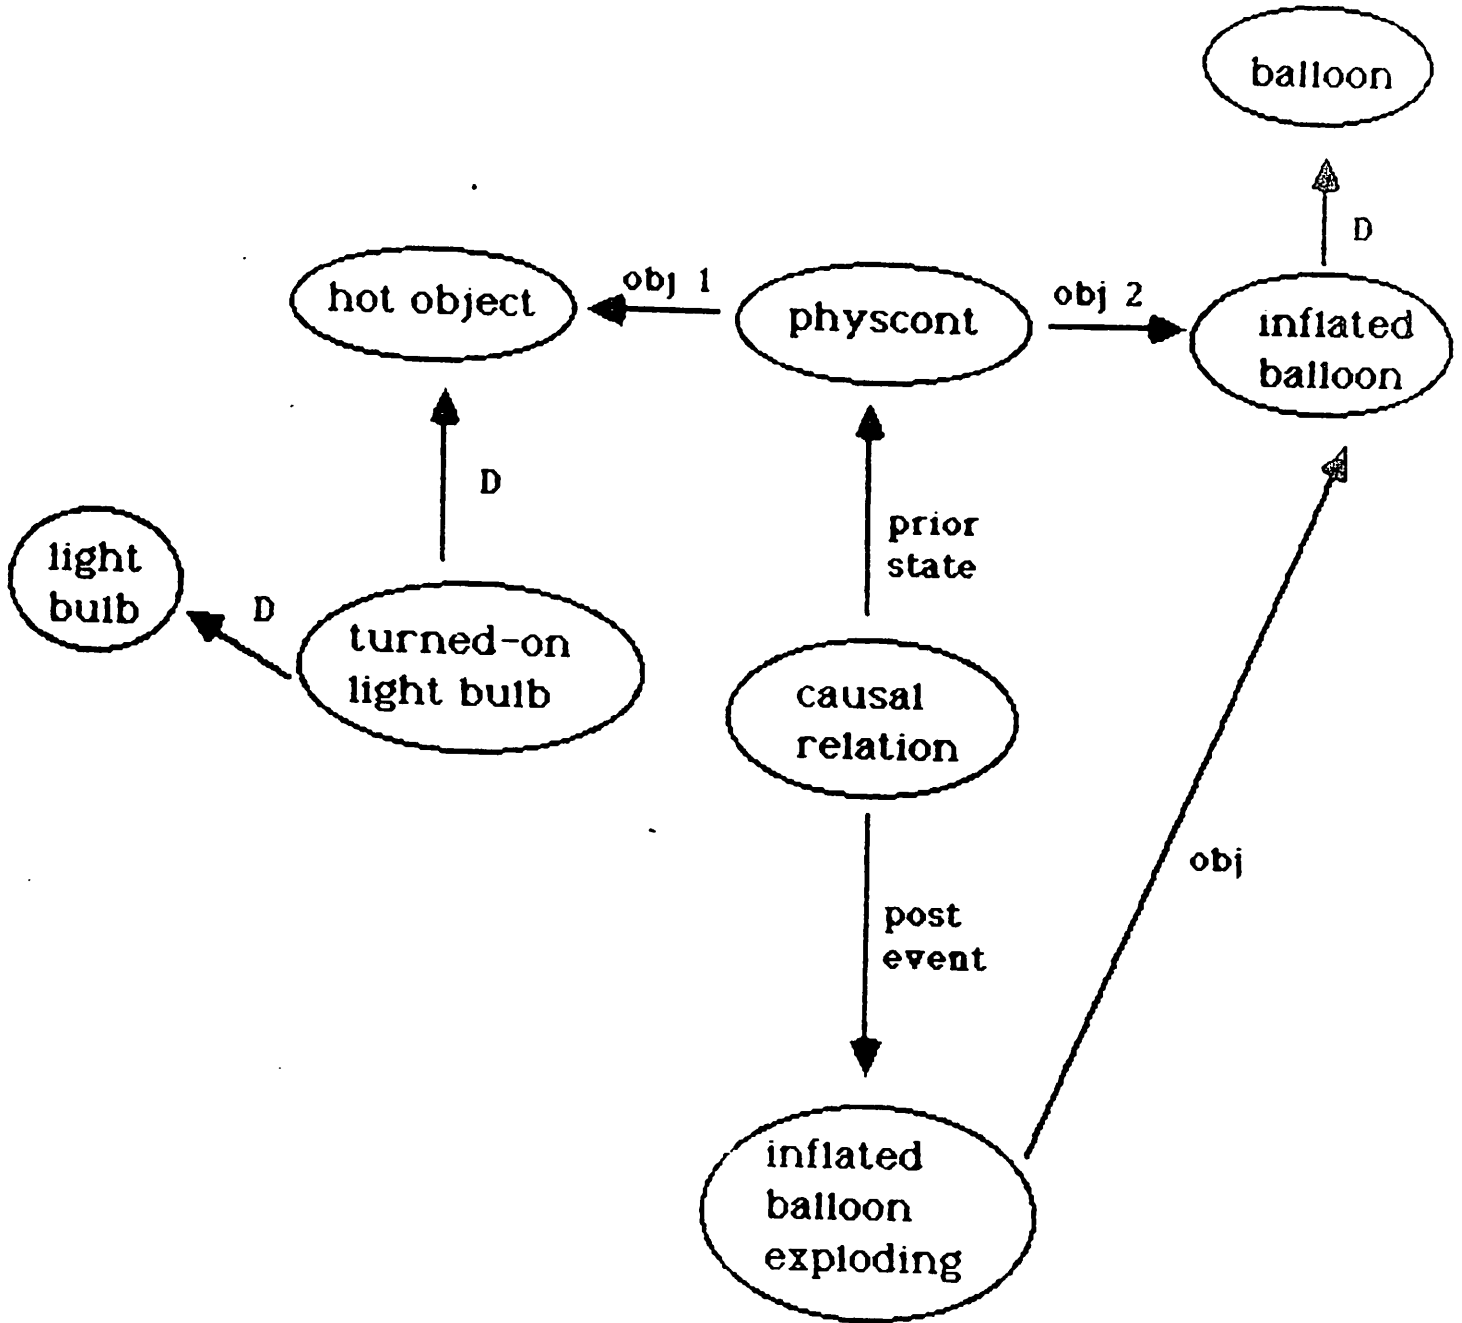 balloon
D
hot object
obj 1
physcont
obj 2
inflated
balloon
D
prior
state
light
bulb
D
turned-on
light bulb
causal
relation
obj
post
event
inflated
balloon
exploding